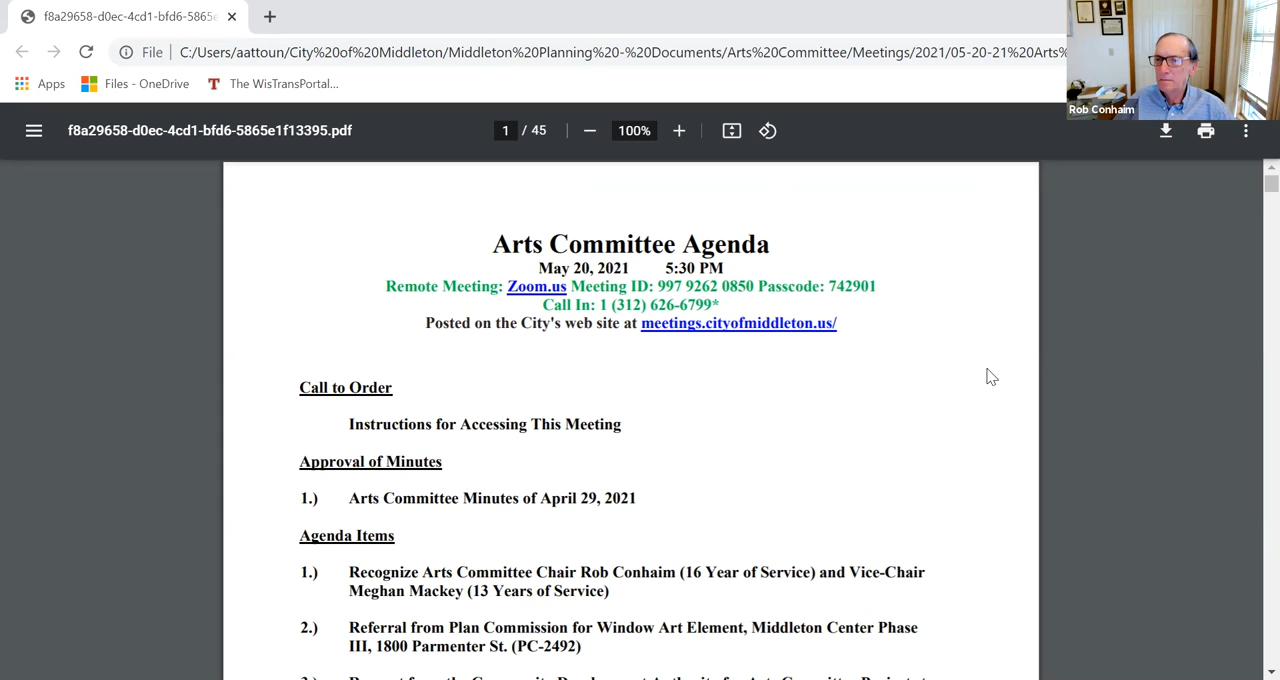 f8a29658-d0ec-4cd1-bfd6-5865e
File C:/Users/aattoun/City%20of%20Middleton/Middleton%20Planning%20-%20Documents/Arts%20Committee/Meetings/2021/05-20-21%20Arts%
Apps Files - OneDrive The WisTransPortal...
Rob Conhaim
f8a29658-d0ec-4cd1-bfd6-5865e1f13395.pdf 1 / 45 100%
Arts Committee Agenda
May 20, 2021 5:30 PM
Remote Meeting: Zoom.us Meeting ID: 997 9262 0850 Passcode: 742901
Call In: 1 (312) 626-6799*
Posted on the City's web site at meetings.cityofmiddleton.us/
Call to Order
Instructions for Accessing This Meeting
Approval of Minutes
1.) Arts Committee Minutes of April 29, 2021
Agenda Items
1.) Recognize Arts Committee Chair Rob Conhaim (16 Year of Service) and Vice-Chair
Meghan Mackey (13 Years of Service)
2.) Referral from Plan Commission for Window Art Element, Middleton Center Phase
III, 1800 Parmenter St. (PC-2492)